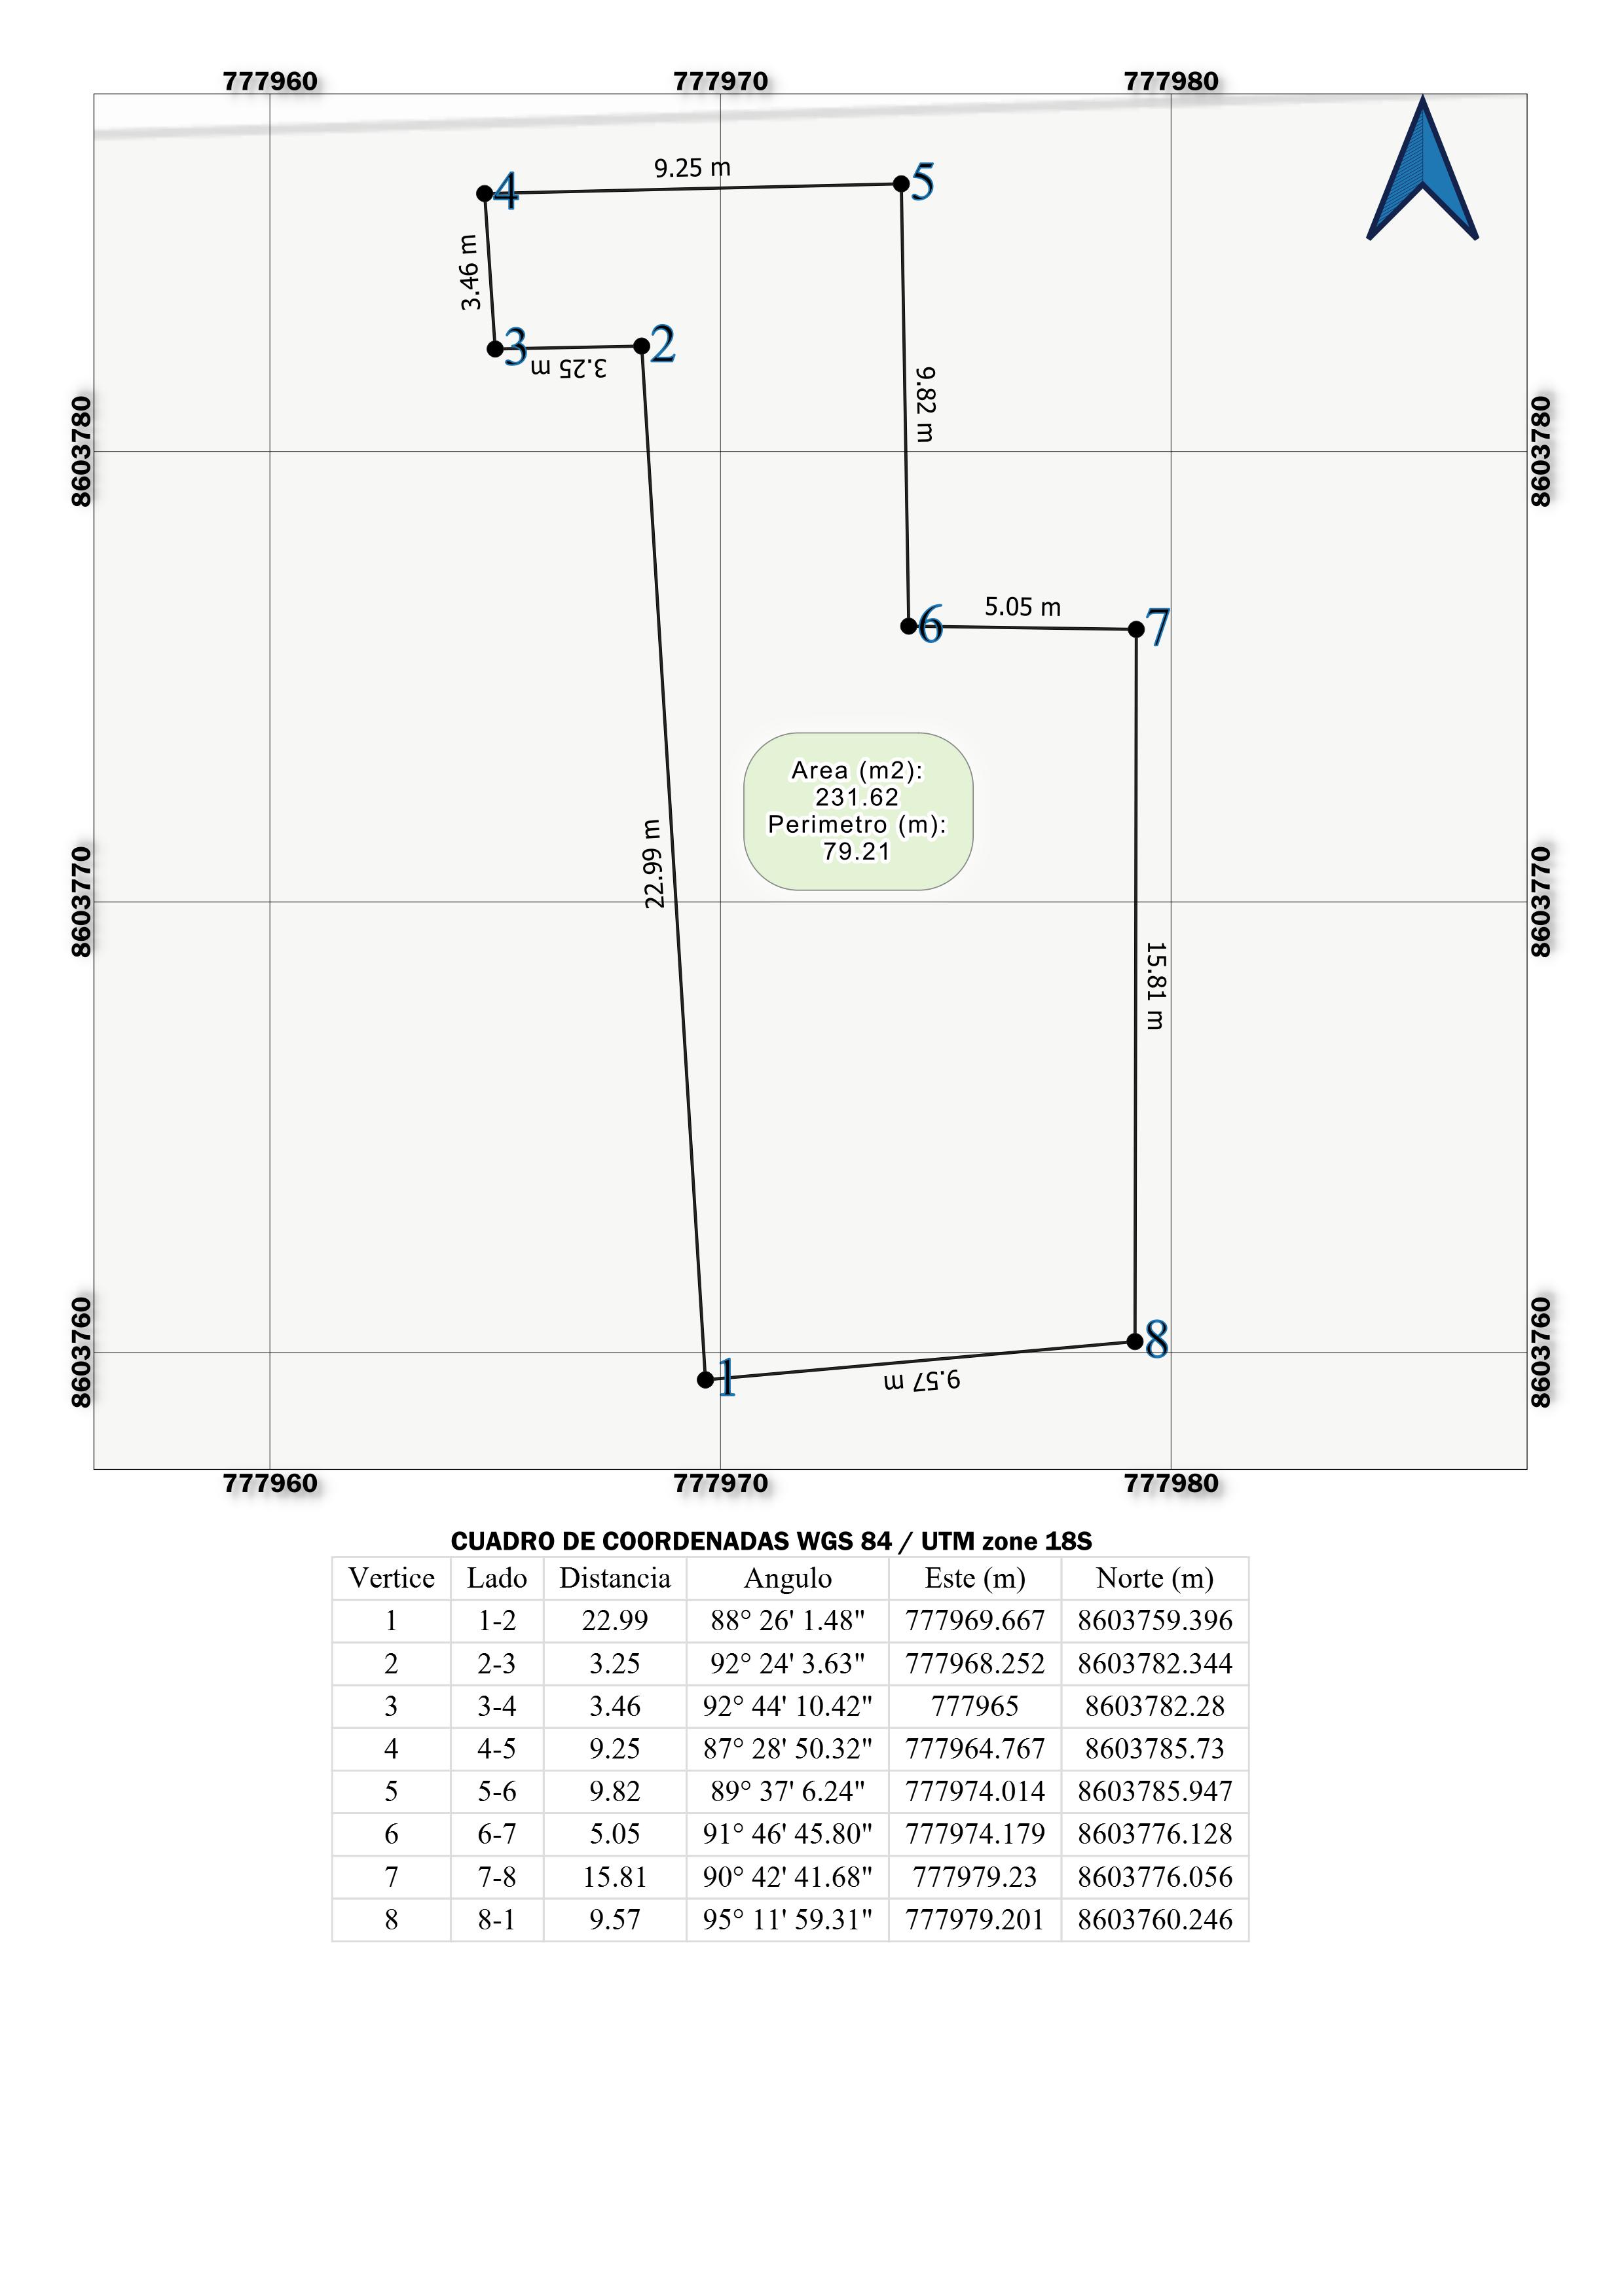 777960 777970 777980
4 9.25 m 5
3.46 m
3 3.25 m 2
8603780 9.82 m 8603780
6 5.05 m 7
Area (m2):
231.62
Perimetro (m):
79.21
22.99 m
8603770 8603770
15.81 m
8603760 8
1 9.57 m 8603760
777960 777970 777980
CUADRO DE COORDENADAS WGS 84 / UTM zone 18S
Vertice Lado Distancia Angulo Este (m) Norte (m)
1 1-2 22.99 88° 26' 1.48" 777969.667 8603759.396
2 2-3 3.25 92° 24' 3.63" 777968.252 8603782.344
3 3-4 3.46 92° 44' 10.42" 777965 8603782.28
4 4-5 9.25 87° 28' 50.32" 777964.767 8603785.73
5 5-6 9.82 89° 37' 6.24" 777974.014 8603785.947
6 6-7 5.05 91° 46' 45.80" 777974.179 8603776.128
7 7-8 15.81 90° 42' 41.68" 777979.23 8603776.056
8 8-1 9.57 95° 11' 59.31" 777979.201 8603760.246